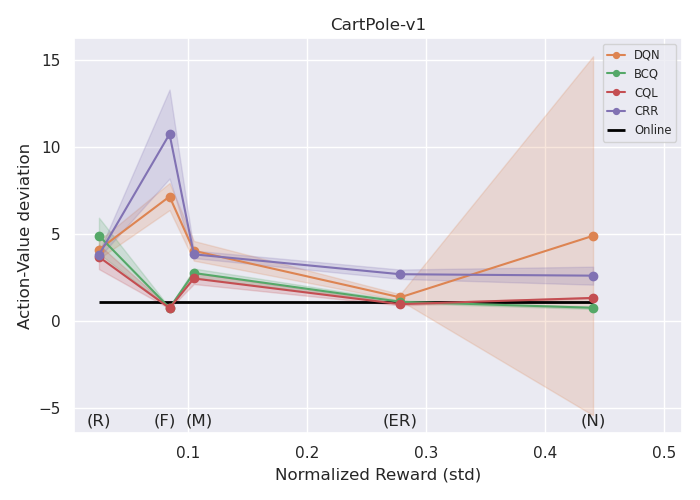 CartPole-v1
DQN
BCQ
CQL
CRR
Online
15
10
5
0
−5
Action-Value deviation
(R) (F) (M) (ER) (N)
0.1 0.2 0.3 0.4 0.5
Normalized Reward (std)